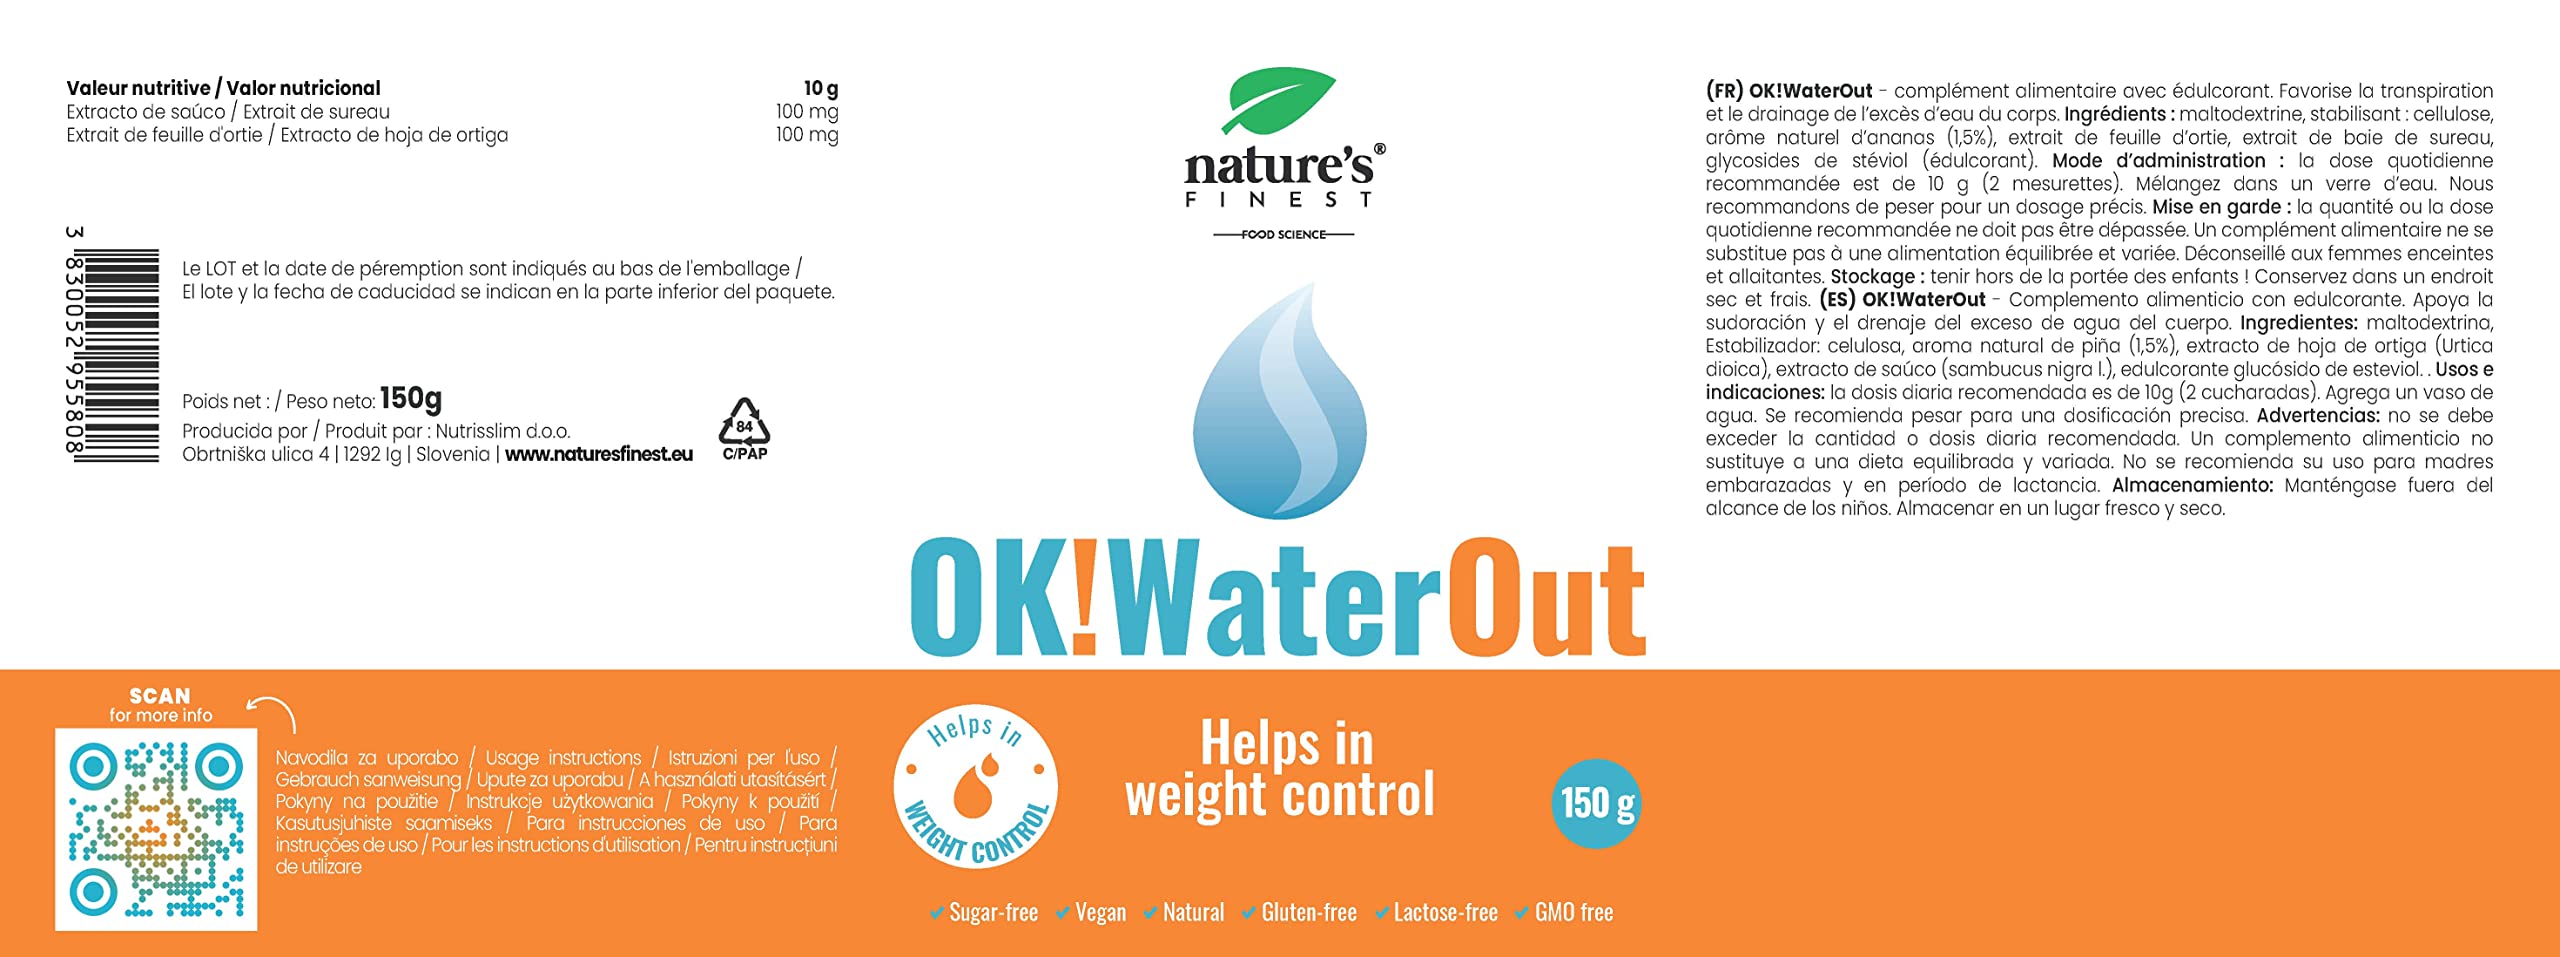 Valeur nutritive / Valor nutricional 10 g
Extracto de saúco / Extrait de sureau 100 mg
Extrait de feuille d'ortie / Extracto de hoja de ortiga 100 mg
3 830052 955808
Le LOT et la date de péremption sont indiqués au bas de l'emballage /
El lote y la fecha de caducidad se indican en la parte inferior del paquete.
Poids net : / Peso neto: 150g
Producida por / Produit par : Nutrisslim d.o.o.
Obrtniška ulica 4 | 1292 Ig | Slovenia | www.naturesfinest.eu
84
C/PAP
SCAN
for more info
Navodila za uporabo / Usage instructions / Istruzioni per l'uso /
Gebrauch sanweisung / Upute za uporabu / A használati utasításért /
Pokyny na použitie / Instrukcje użytkowania / Pokyny k použití /
Kasutusjuhiste saamiseks / Para instrucciones de uso / Para
instruções de uso / Pour les instructions d'utilisation / Pentru instrucțiuni
de utilizare
nature's®
FINEST
FOOD SCIENCE
OK!WaterOut
Helps in
WEIGHT CONTROL
Helps in
weight control
150 g
Sugar-free Vegan Natural Gluten-free Lactose-free GMO free
(FR) OK!WaterOut - complément alimentaire avec édulcorant. Favorise la transpiration
et le drainage de l'excès d'eau du corps. Ingrédients : maltodextrine, stabilisant : cellulose,
arôme naturel d'ananas (1,5%), extrait de feuille d'ortie, extrait de baie de sureau,
glycosides de stéviol (édulcorant). Mode d'administration : la dose quotidienne
recommandée est de 10 g (2 mesurettes). Mélangez dans un verre d'eau. Nous
recommandons de peser pour un dosage précis. Mise en garde : la quantité ou la dose
quotidienne recommandée ne doit pas être dépassée. Un complément alimentaire ne se
substitue pas à une alimentation équilibrée et variée. Déconseillé aux femmes enceintes
et allaitantes. Stockage : tenir hors de la portée des enfants ! Conservez dans un endroit
sec et frais. (ES) OK!WaterOut - Complemento alimenticio con edulcorante. Apoya la
sudoración y el drenaje del exceso de agua del cuerpo. Ingredientes: maltodextrina,
Estabilizador: celulosa, aroma natural de piña (1,5%), extracto de hoja de ortiga (Urtica
dioica), extracto de saúco (sambucus nigra l.), edulcorante glucósido de esteviol. . Usos e
indicaciones: la dosis diaria recomendada es de 10g (2 cucharadas). Agrega un vaso de
agua. Se recomienda pesar para una dosificación precisa. Advertencias: no se debe
exceder la cantidad o dosis diaria recomendada. Un complemento alimenticio no
sustituye a una dieta equilibrada y variada. No se recomienda su uso para madres
embarazadas y en período de lactancia. Almacenamiento: Manténgase fuera del
alcance de los niños. Almacenar en un lugar fresco y seco.